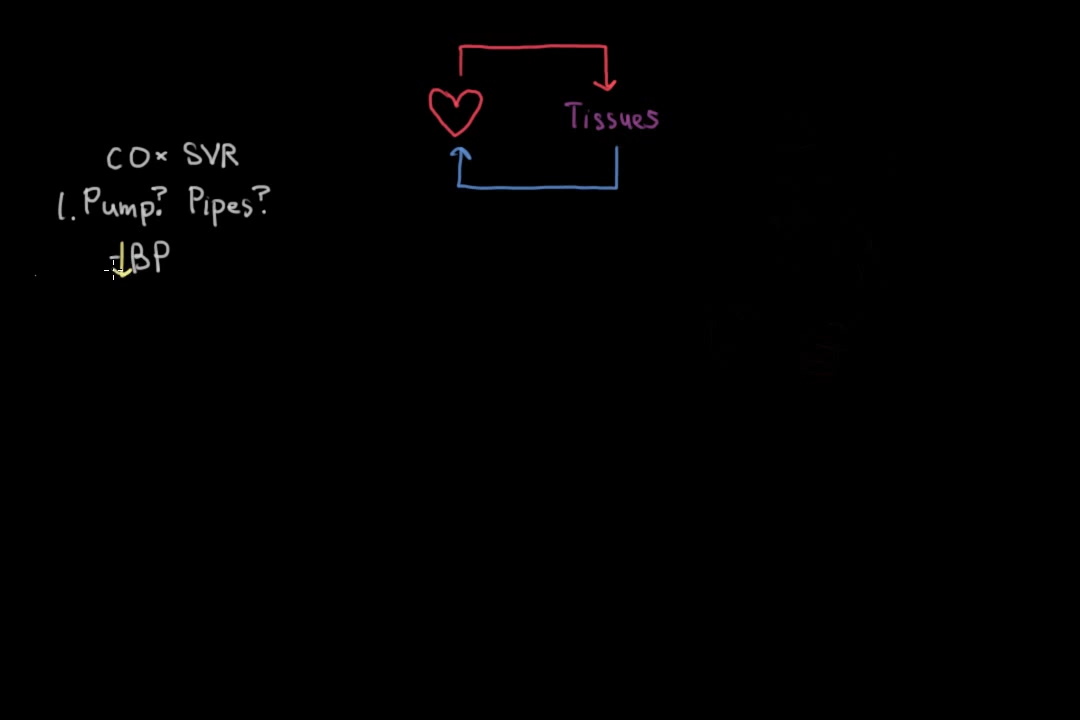 CO × SVR
1. Pump? Pipes?
- ↓BP
Tissues